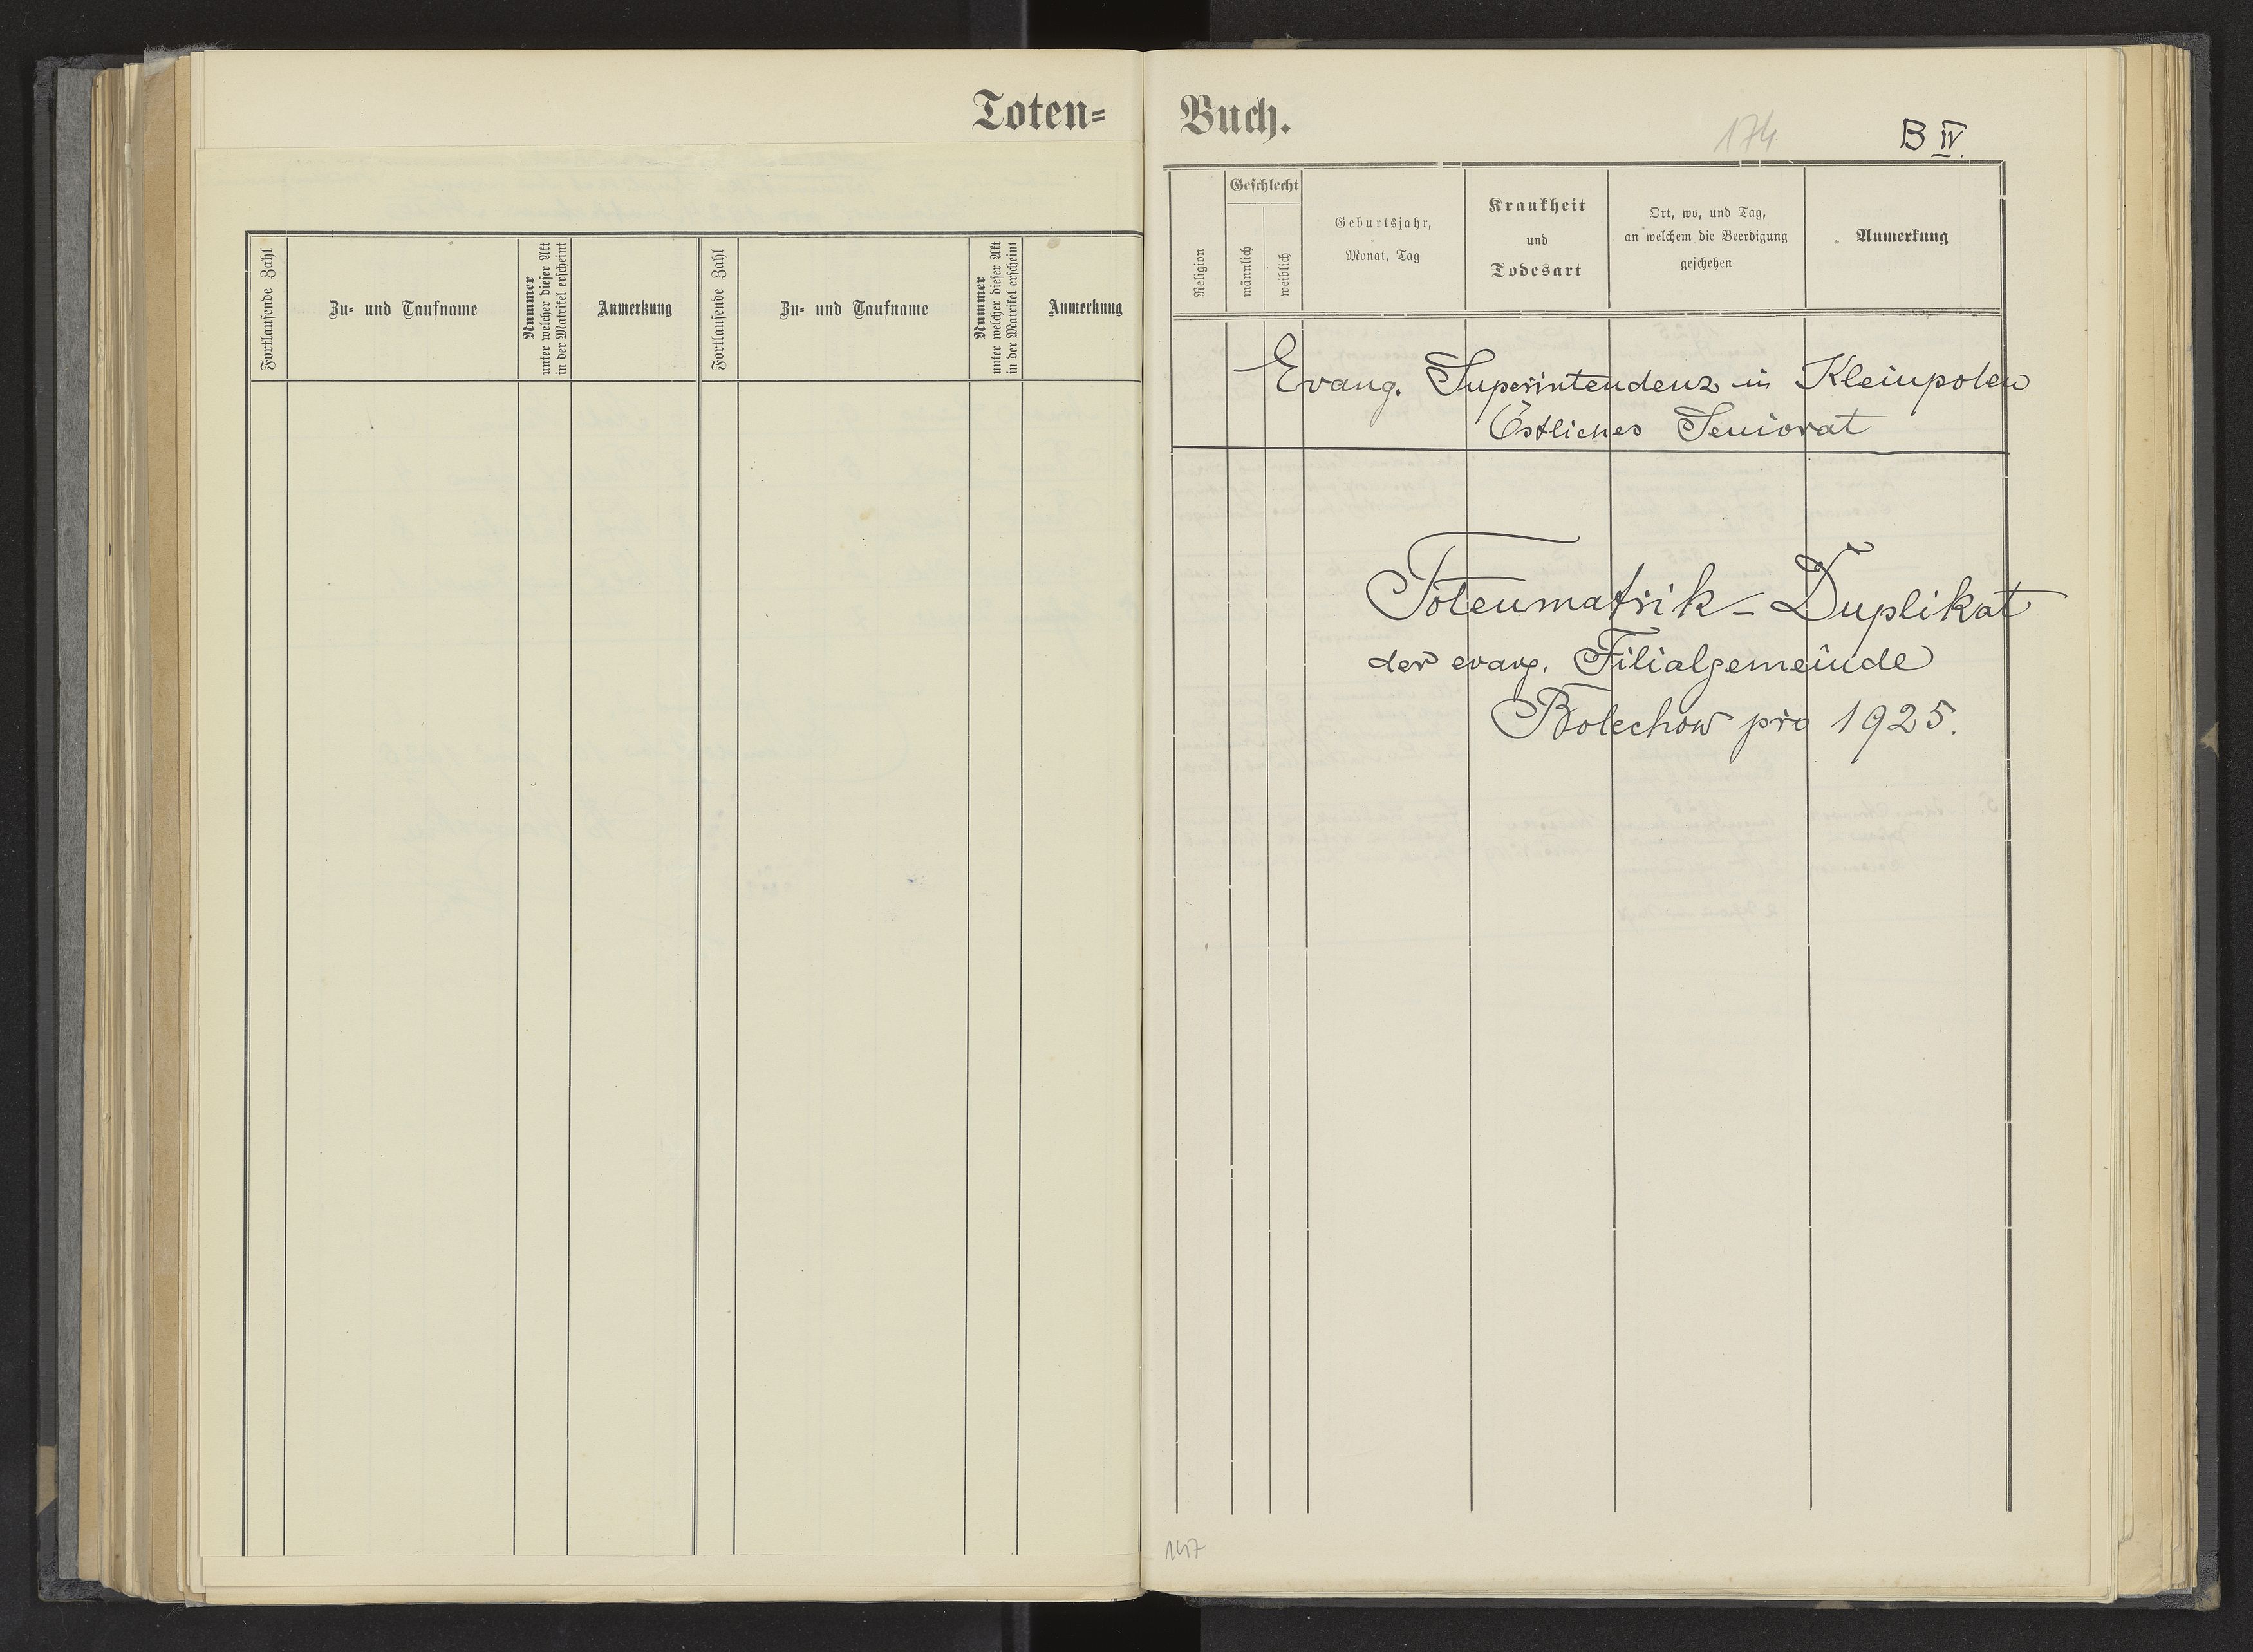 Toten=
Fortlaufende Zahl
Zu- und Taufname
Nummer
unter welcher dieser Akt
in der Matrikel erscheint
Anmerkung
Fortlaufende Zahl
Zu- und Taufname
Nummer
unter welcher dieser Akt
in der Matrikel erscheint
Anmerkung
Buch.
174
B IV.
Religion
Geschlecht
männlich
weiblich
Geburtsjahr,
Monat, Tag
Krankheit
und
Todesart
Ort, wo, und Tag,
an welchem die Beerdigung
geschehen
Anmerkung
Evang. Superintendenz in Kleinpolen
Östliches Seniorat
Totenmatrik - Duplikat
der evang. Filialgemeinde
Bolechow pro 1925.
147